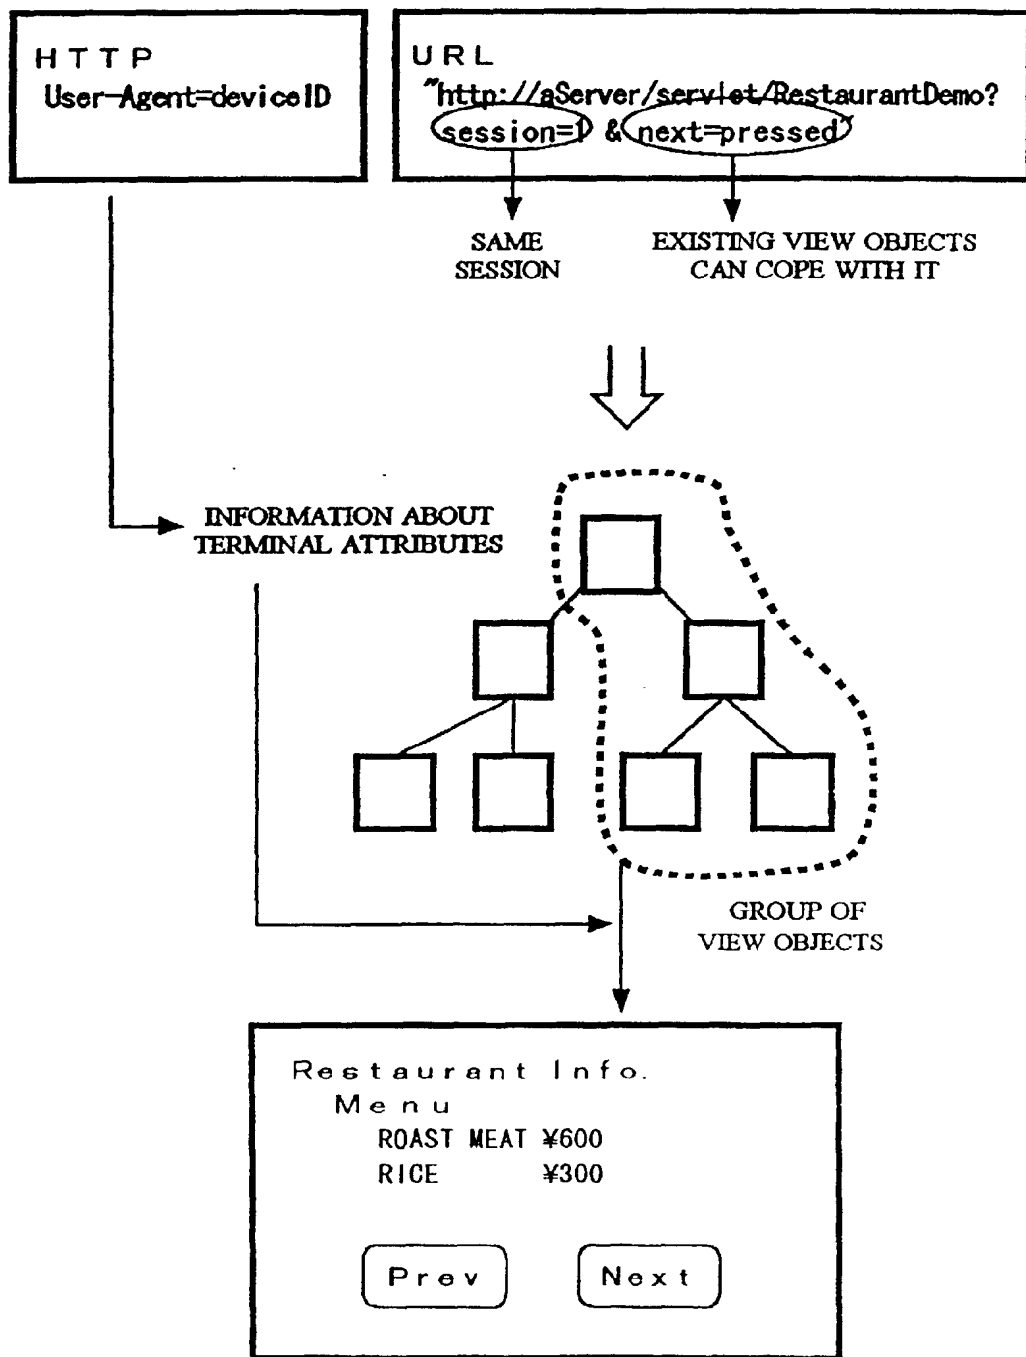 HTTP
User-Agent=deviceID
URL
"http://aServer/servlet/RestaurantDemo?
session=1 & next=pressed"
SAME
SESSION
EXISTING VIEW OBJECTS
CAN COPE WITH IT
INFORMATION ABOUT
TERMINAL ATTRIBUTES
GROUP OF
VIEW OBJECTS
Restaurant Info.
Menu
ROAST MEAT ¥600
RICE ¥300
Prev
Next